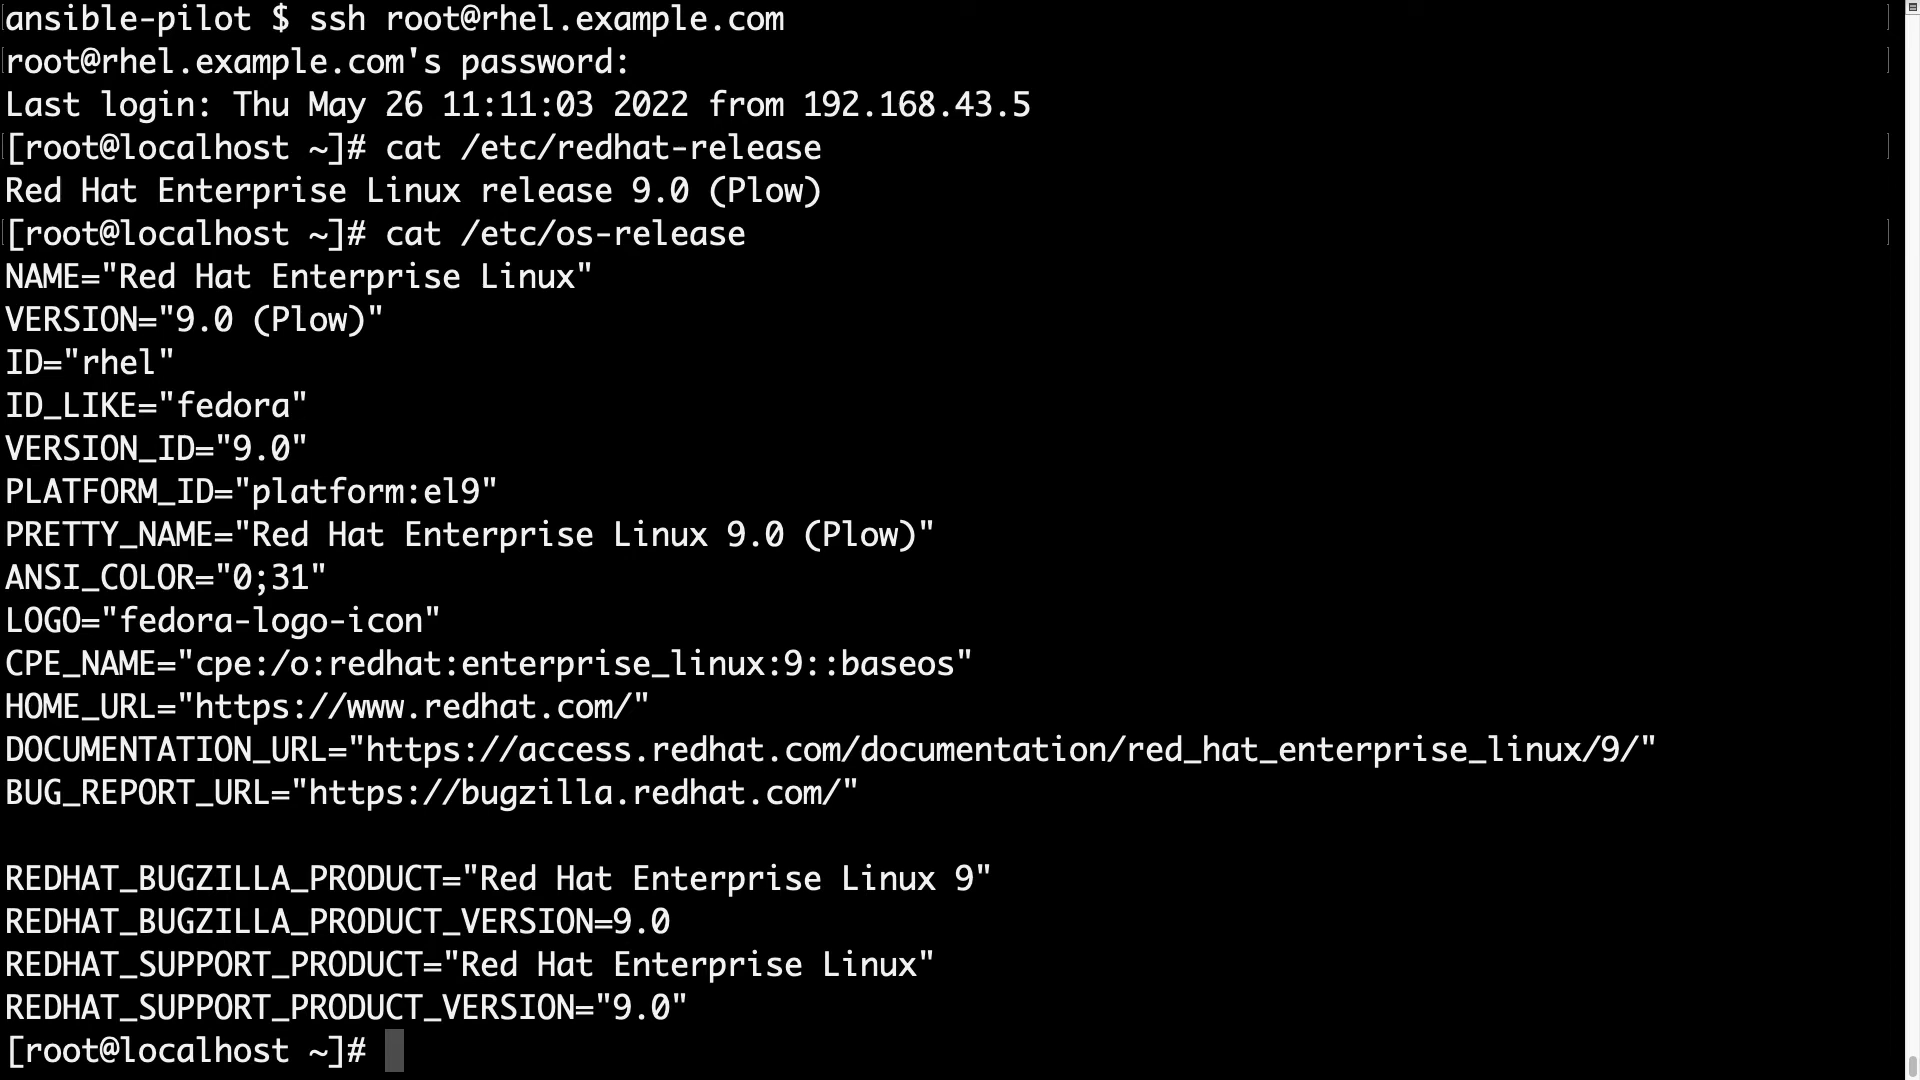 ansible-pilot $ ssh root@rhel.example.com
root@rhel.example.com's password:
Last login: Thu May 26 11:11:03 2022 from 192.168.43.5
[root@localhost ~]# cat /etc/redhat-release
Red Hat Enterprise Linux release 9.0 (Plow)
[root@localhost ~]# cat /etc/os-release
NAME="Red Hat Enterprise Linux"
VERSION="9.0 (Plow)"
ID="rhel"
ID_LIKE="fedora"
VERSION_ID="9.0"
PLATFORM_ID="platform:el9"
PRETTY_NAME="Red Hat Enterprise Linux 9.0 (Plow)"
ANSI_COLOR="0;31"
LOGO="fedora-logo-icon"
CPE_NAME="cpe:/o:redhat:enterprise_linux:9::baseos"
HOME_URL="https://www.redhat.com/"
DOCUMENTATION_URL="https://access.redhat.com/documentation/red_hat_enterprise_linux/9/"
BUG_REPORT_URL="https://bugzilla.redhat.com/"
REDHAT_BUGZILLA_PRODUCT="Red Hat Enterprise Linux 9"
REDHAT_BUGZILLA_PRODUCT_VERSION=9.0
REDHAT_SUPPORT_PRODUCT="Red Hat Enterprise Linux"
REDHAT_SUPPORT_PRODUCT_VERSION="9.0"
[root@localhost ~]#